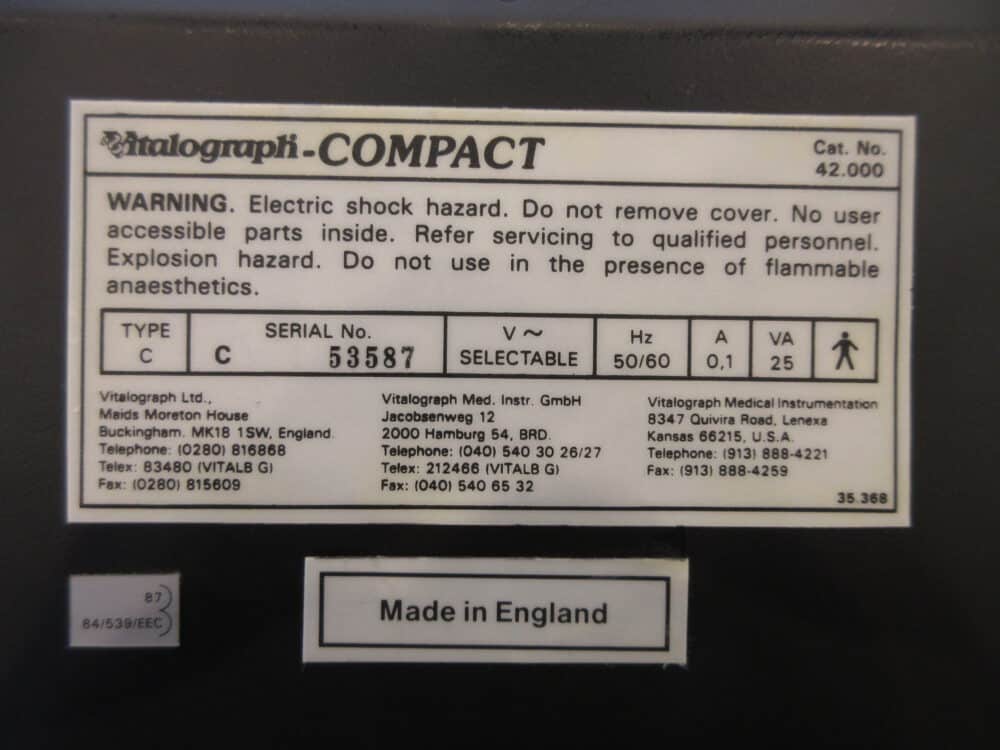 Vitalograph-COMPACT
Cat. No.
42.000
WARNING. Electric shock hazard. Do not remove cover. No user
accessible parts inside. Refer servicing to qualified personnel.
Explosion hazard. Do not use in the presence of flammable
anaesthetics.
TYPE
C
SERIAL No.
C 53587
V ~
SELECTABLE
Hz
50/60
A
0,1
VA
25
Vitalograph Ltd.,
Maids Moreton House
Buckingham. MK18 1SW, England.
Telephone: (0280) 816868
Telex: 83480 (VITALB G)
Fax: (0280) 815609
Vitalograph Med. Instr. GmbH
Jacobsenweg 12
2000 Hamburg 54, BRD.
Telephone: (040) 540 30 26/27
Telex: 212466 (VITALB G)
Fax: (040) 540 65 32
Vitalograph Medical Instrumentation
8347 Quivira Road, Lenexa
Kansas 66215, U.S.A.
Telephone: (913) 888-4221
Fax: (913) 888-4259
35.368
87
84/539/EEC
Made in England